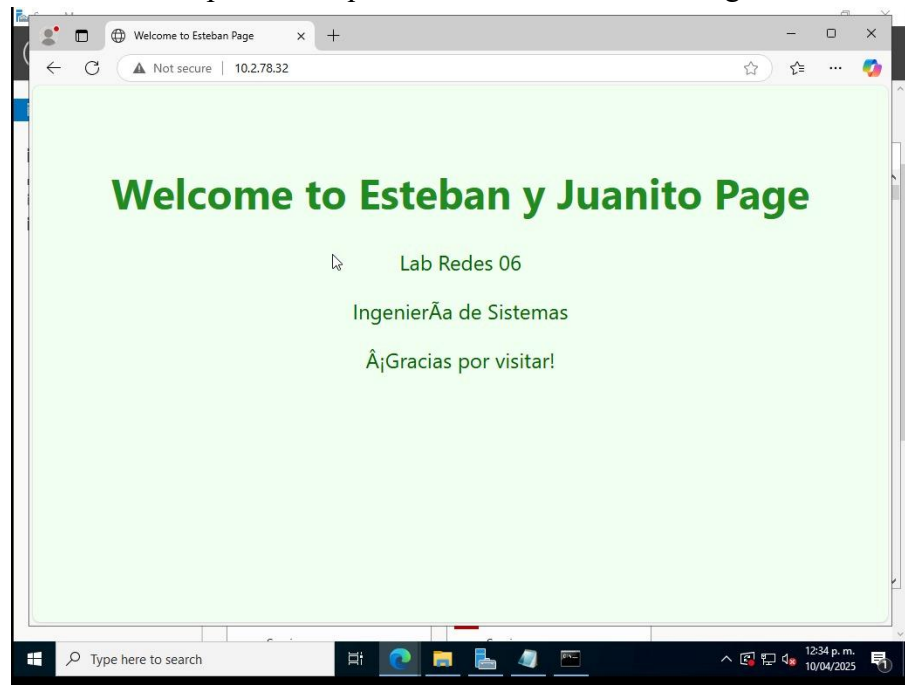 Welcome to Esteban Page
Not secure | 10.2.78.32
Welcome to Esteban y Juanito Page
Lab Redes 06
IngenierÃa de Sistemas
Â¡Gracias por visitar!
Type here to search
12:34 p. m.
10/04/2025
1